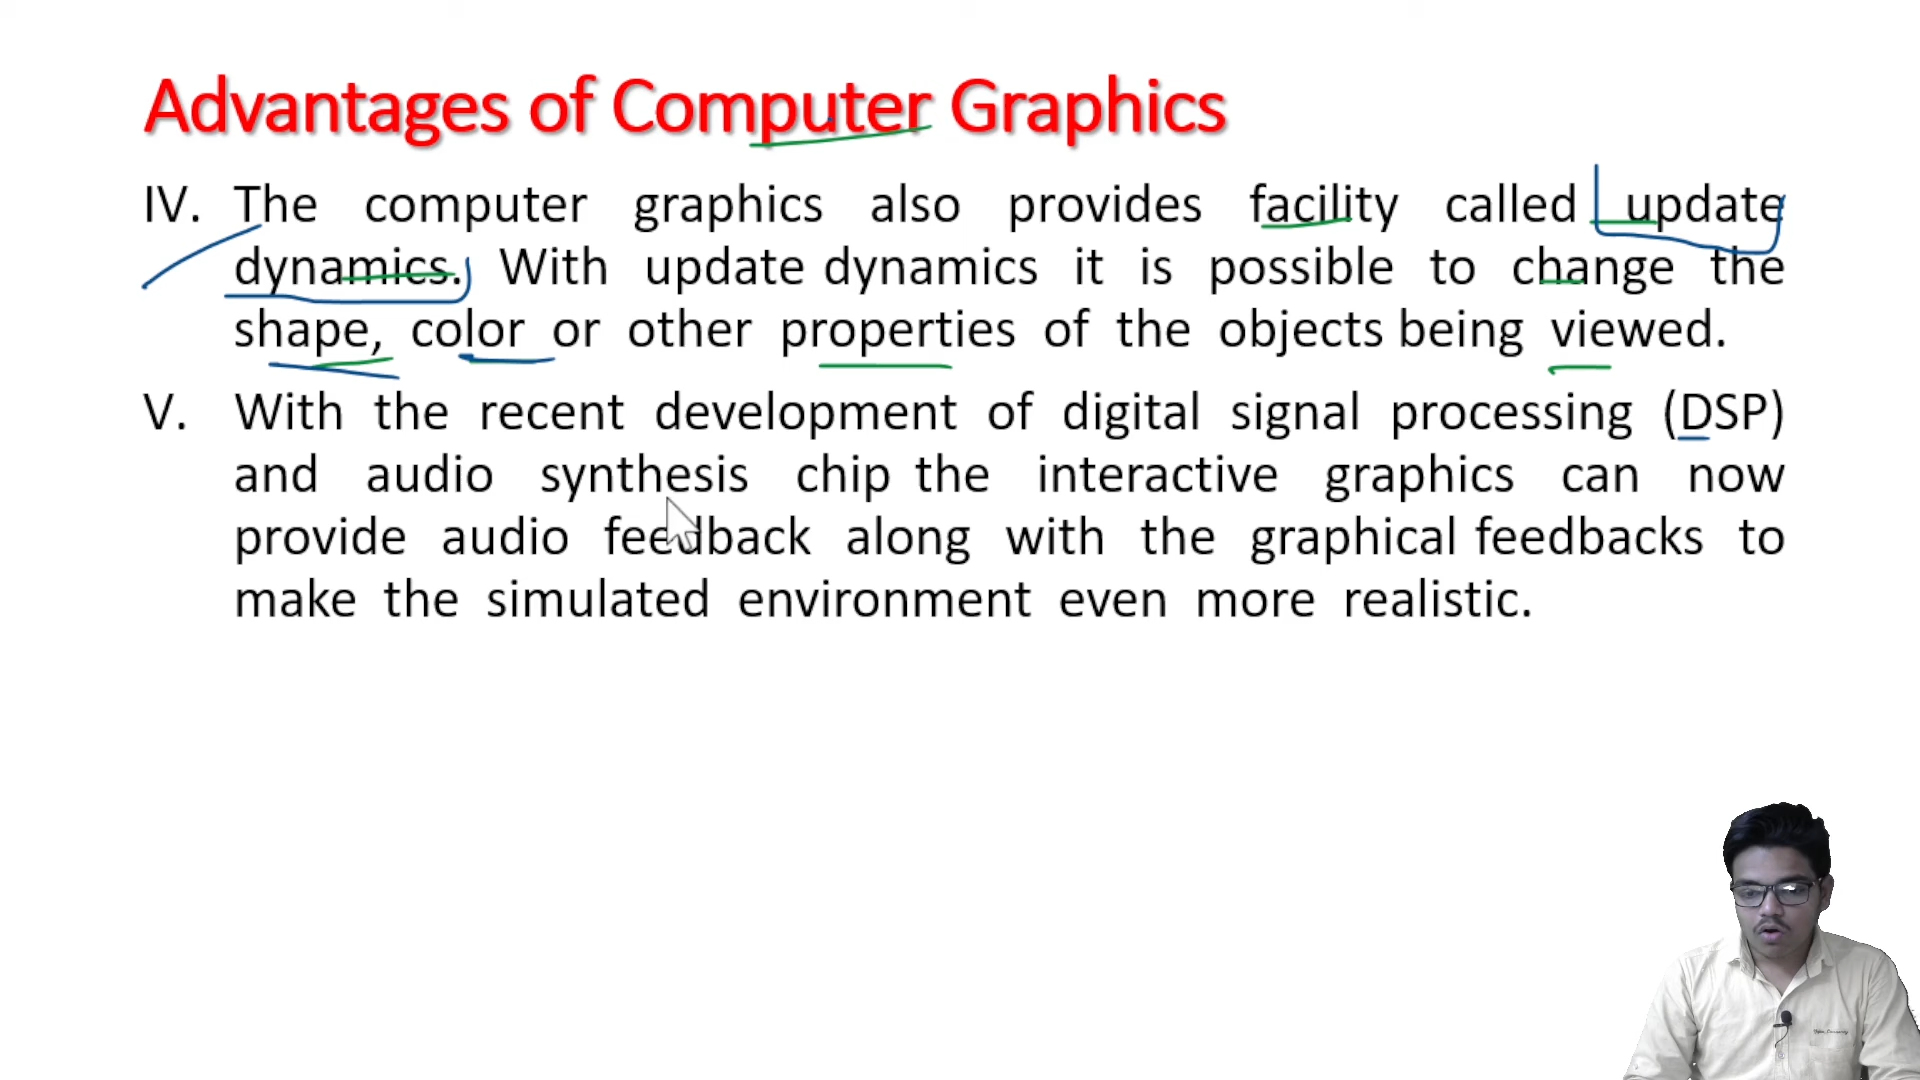 Advantages of Computer Graphics
IV. The computer graphics also provides facility called update
dynamics. With update dynamics it is possible to change the
shape, color or other properties of the objects being viewed.
V. With the recent development of digital signal processing (DSP)
and audio synthesis chip the interactive graphics can now
provide audio feedback along with the graphical feedbacks to
make the simulated environment even more realistic.